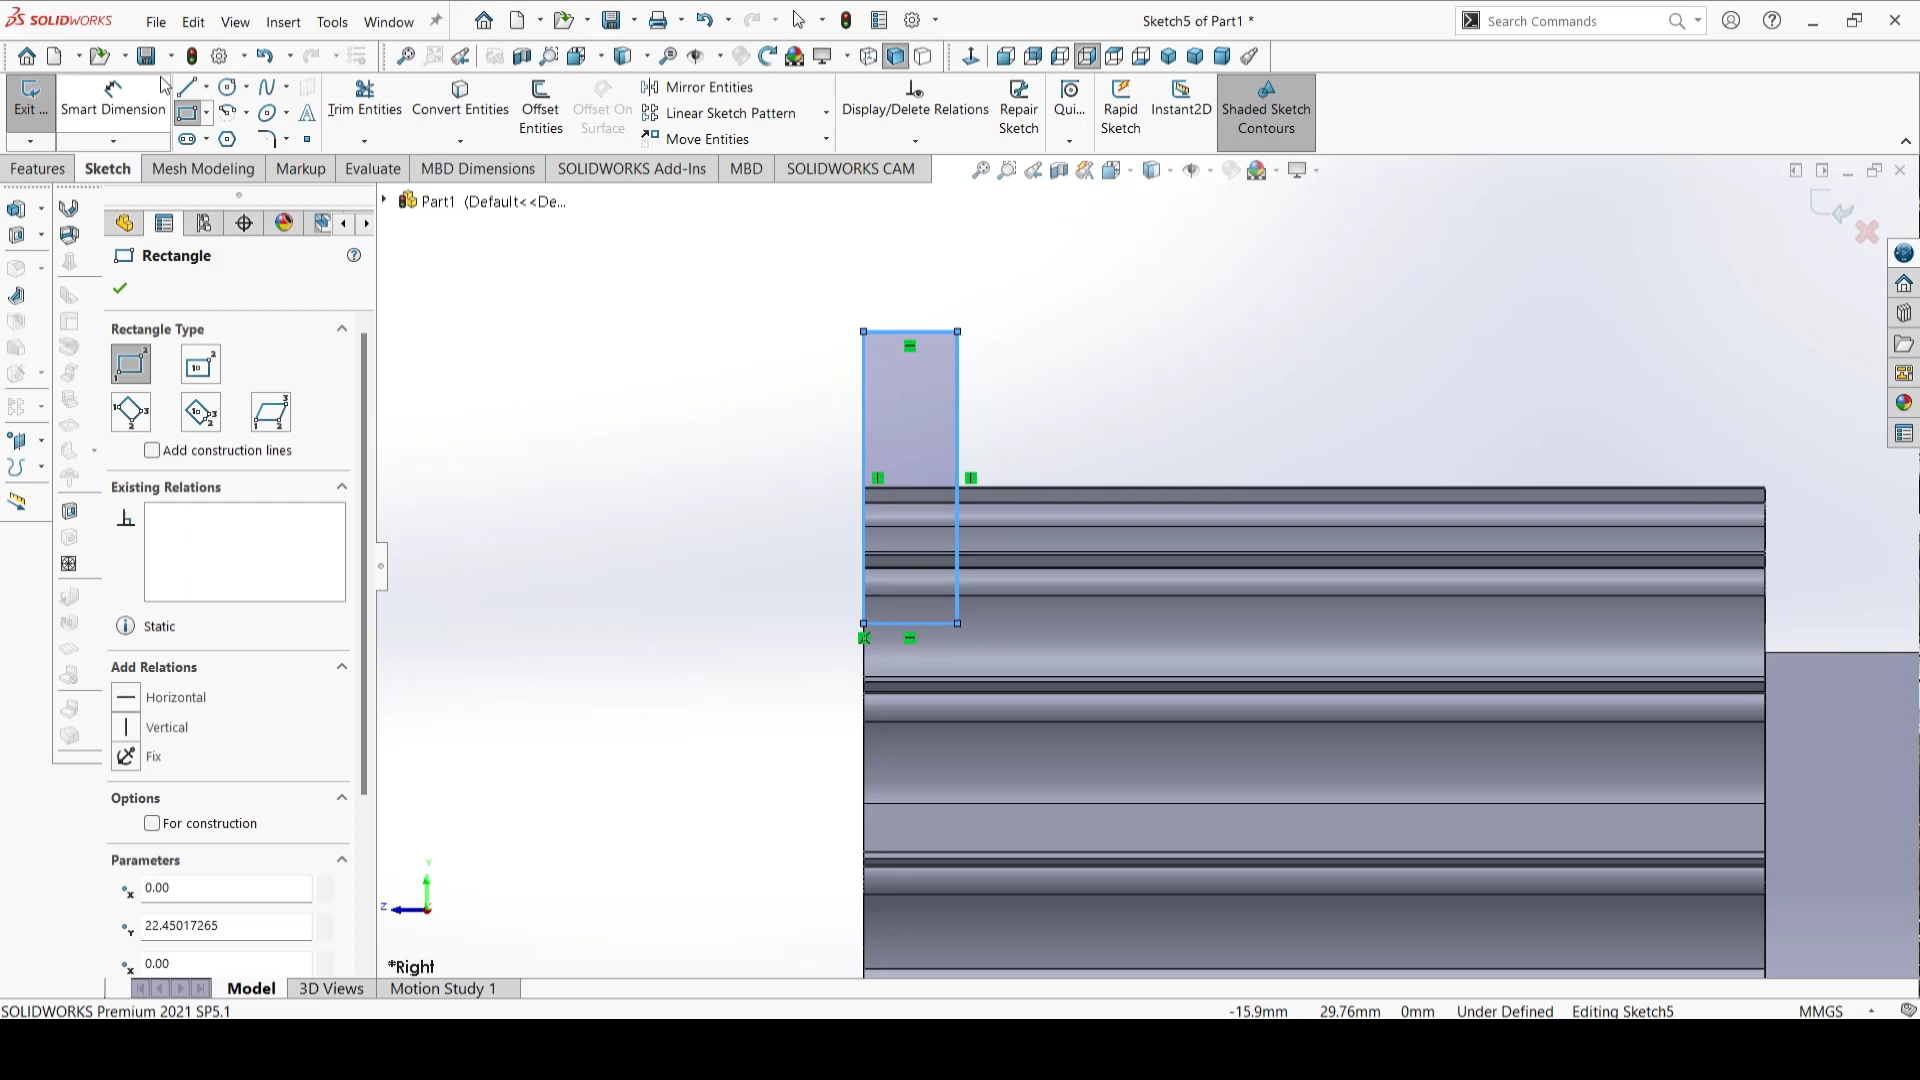 SOLIDWORKS
File
Edit
View
Insert
Tools
Window
Sketch5 of Part1 *
Search Commands
Exit ...
Smart Dimension
Trim Entities
Convert Entities
Offset
Entities
Offset On
Surface
Mirror Entities
Linear Sketch Pattern
Move Entities
Display/Delete Relations
Repair
Sketch
Qui...
Rapid
Sketch
Instant2D
Shaded Sketch
Contours
Features
Sketch
Mesh Modeling
Markup
Evaluate
MBD Dimensions
SOLIDWORKS Add-Ins
MBD
SOLIDWORKS CAM
Part1 (Default<<De...
Rectangle
Rectangle Type
Add construction lines
Existing Relations
Static
Add Relations
Horizontal
Vertical
Fix
Options
For construction
Parameters
0.00
22.45017265
0.00
Y
Z
*Right
Model
3D Views
Motion Study 1
SOLIDWORKS Premium 2021 SP5.1
-15.9mm
29.76mm
0mm
Under Defined
Editing Sketch5
MMGS